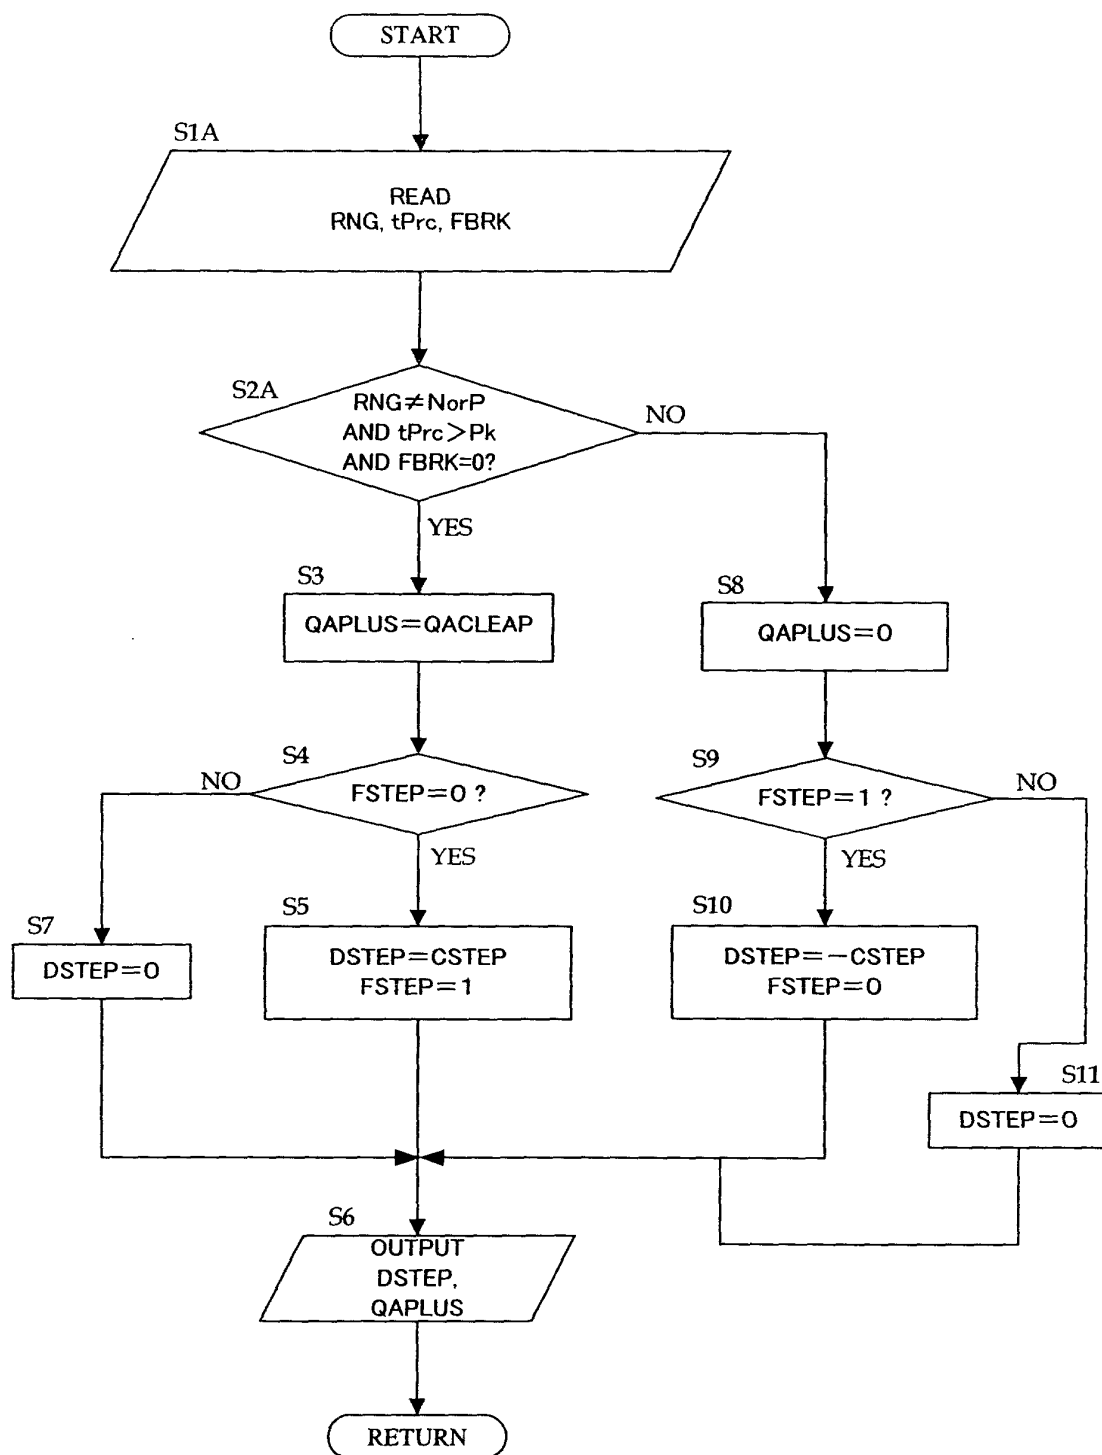 START
S1A
READ
RNG, tPrc, FBRK
S2A
RNG≠NorP
AND tPrc>Pk
AND FBRK=0?
NO
YES
S3
QAPLUS=QACLEAP
S8
QAPLUS=0
S4
NO
FSTEP=0 ?
YES
S9
FSTEP=1 ?
NO
YES
S7
DSTEP=0
S5
DSTEP=CSTEP
FSTEP=1
S10
DSTEP=-CSTEP
FSTEP=0
S11
DSTEP=0
S6
OUTPUT
DSTEP,
QAPLUS
RETURN